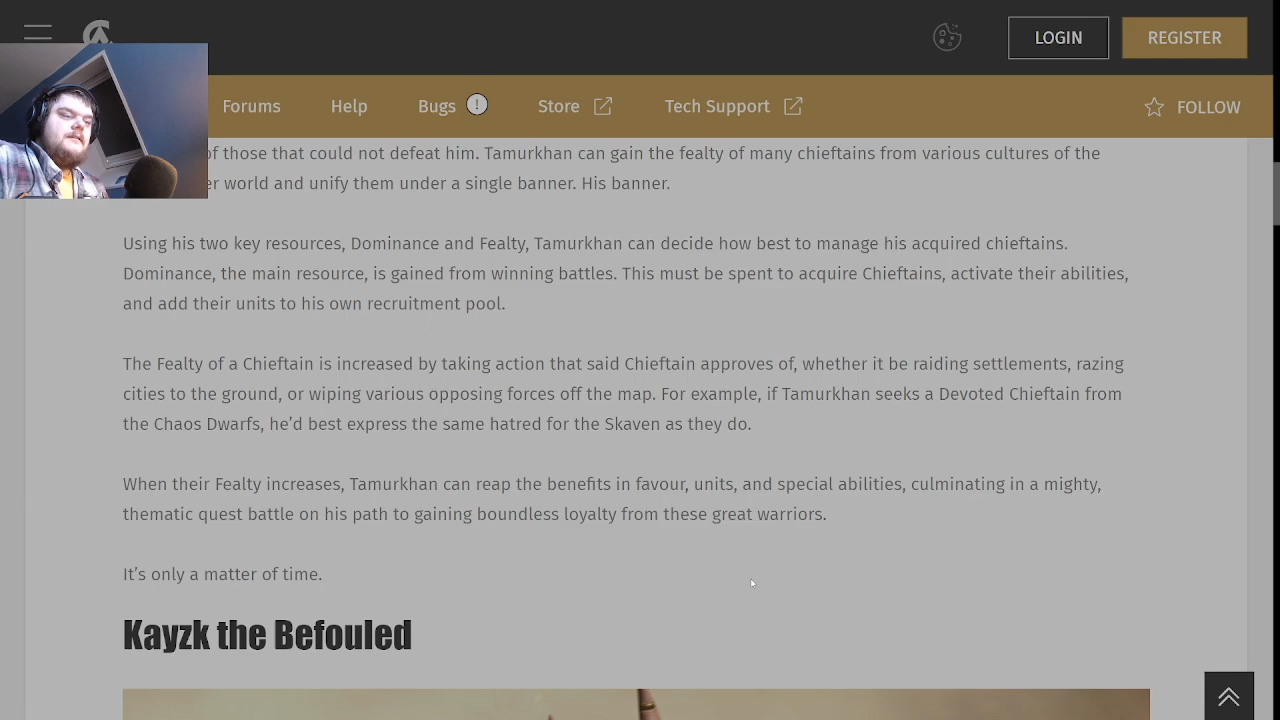 LOGIN
REGISTER
Forums
Help
Bugs !
Store
Tech Support
FOLLOW
of those that could not defeat him. Tamurkhan can gain the fealty of many chieftains from various cultures of the
world and unify them under a single banner. His banner.
Using his two key resources, Dominance and Fealty, Tamurkhan can decide how best to manage his acquired chieftains.
Dominance, the main resource, is gained from winning battles. This must be spent to acquire Chieftains, activate their abilities,
and add their units to his own recruitment pool.
The Fealty of a Chieftain is increased by taking action that said Chieftain approves of, whether it be raiding settlements, razing
cities to the ground, or wiping various opposing forces off the map. For example, if Tamurkhan seeks a Devoted Chieftain from
the Chaos Dwarfs, he’d best express the same hatred for the Skaven as they do.
When their Fealty increases, Tamurkhan can reap the benefits in favour, units, and special abilities, culminating in a mighty,
thematic quest battle on his path to gaining boundless loyalty from these great warriors.
It’s only a matter of time.
Kayzk the Befouled